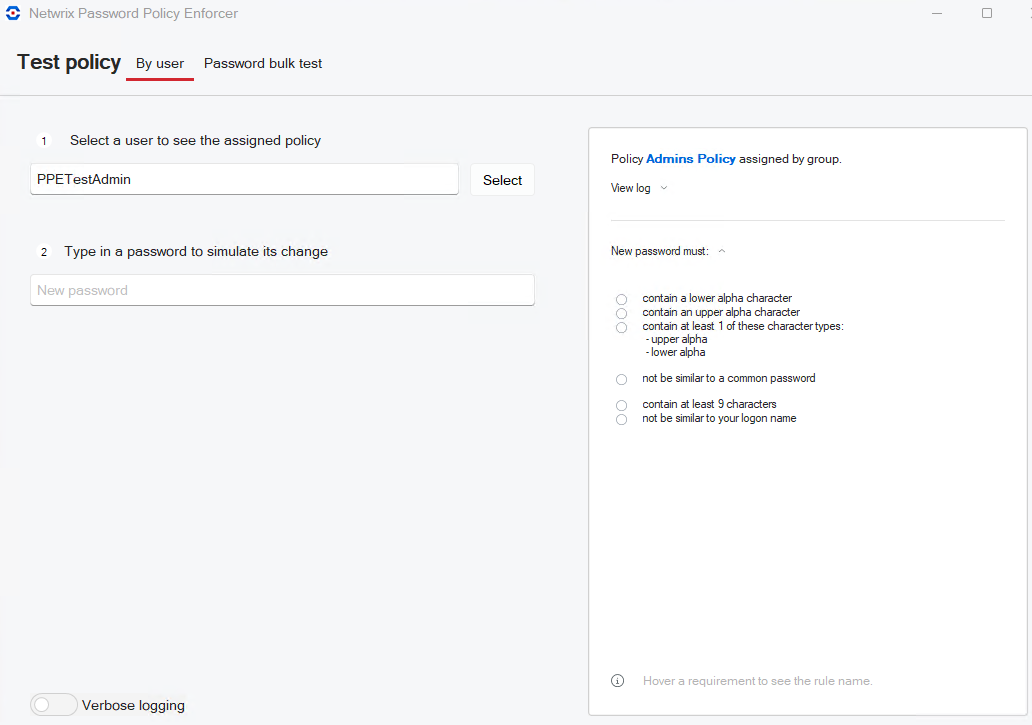 Netwrix Password Policy Enforcer
Test policy By user Password bulk test
1 Select a user to see the assigned policy
PPETestAdmin Select
2 Type in a password to simulate its change
New password
Verbose logging
Policy Admins Policy assigned by group.
View log
New password must:
contain a lower alpha character
contain an upper alpha character
contain at least 1 of these character types:
- upper alpha
- lower alpha
not be similar to a common password
contain at least 9 characters
not be similar to your logon name
Hover a requirement to see the rule name.